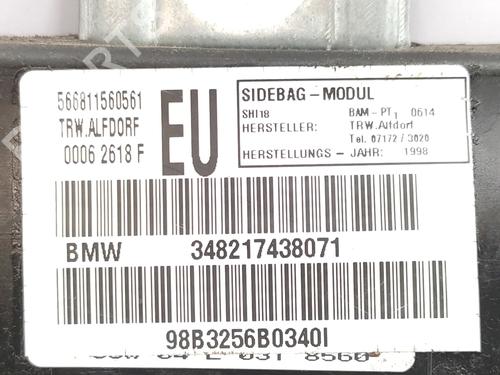 566811560561
TRW.ALFDORF
0006 2618 F
EU
SIDEBAG-MODUL
SHI18 BAM-PT1 0614
HERSTELLER: TRW.Alfdorf
Tel. 07172/3020
HERSTELLUNGS-JAHR: 1998
BMW 348217438071
98B3256B0340I